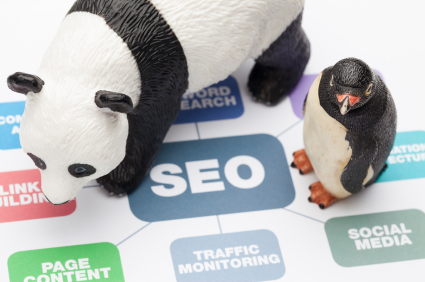 WORD
SEARCH
SEO
LINK
BUILDING
PAGE
CONTENT
TRAFFIC
MONITORING
SOCIAL
MEDIA